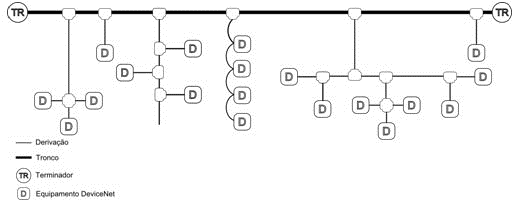 TR TR
D D D D
D D
D D D D
D D D D D D D D
D D D
Derivação
Tronco
TR Terminador
D Equipamento DeviceNet